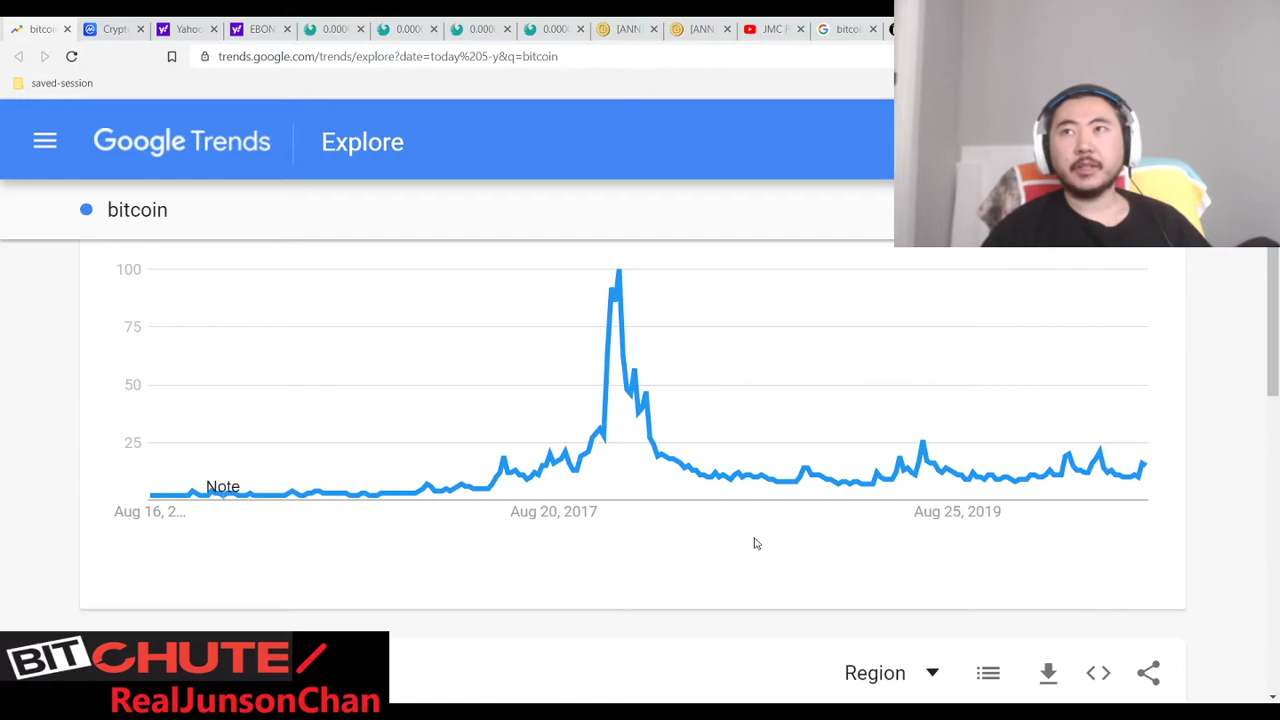 bitcoi
Crypt
Yahoo
EBON
0.000(
0.000(
0.000(
0.000(
[ANN
[ANN
JMC R
bitcoi
trends.google.com/trends/explore?date=today%205-y&q=bitcoin
saved-session
Google Trends
Explore
bitcoin
100
75
50
25
Note
Aug 16, 2...
Aug 20, 2017
Aug 25, 2019
BITCHUTE
RealJunsonChan
Region